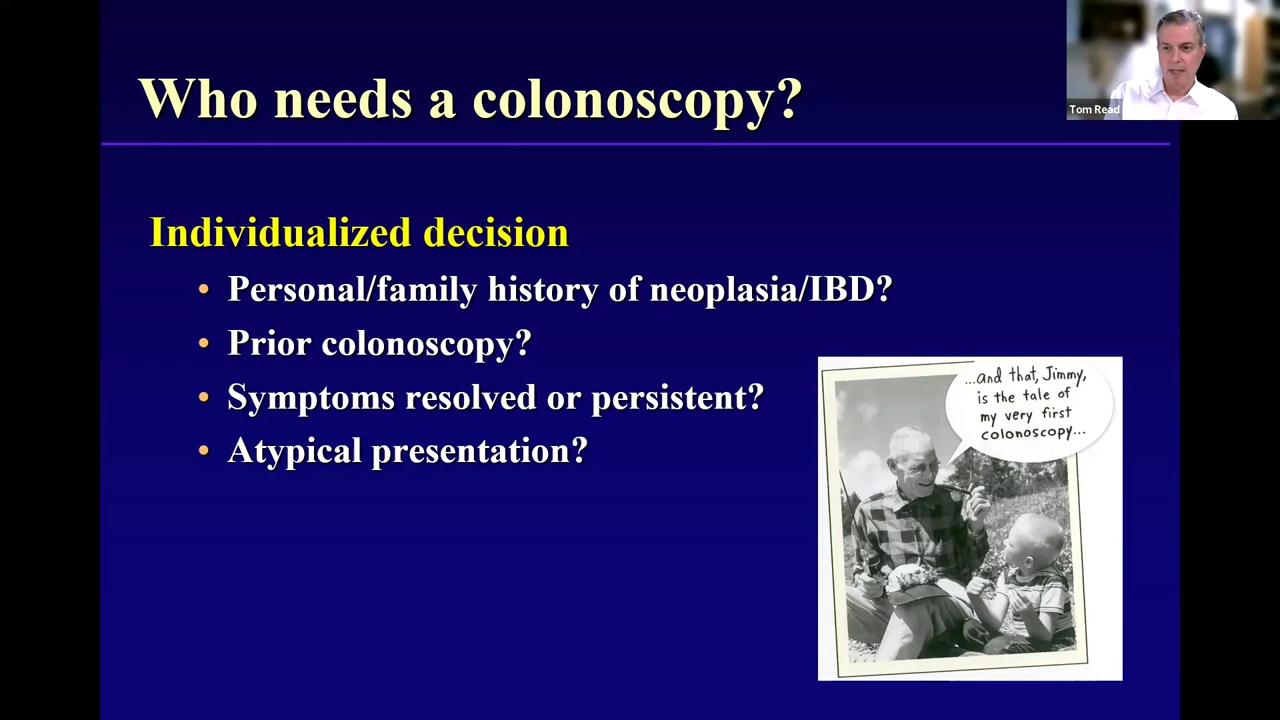 Who needs a colonoscopy?
Tom Read
Individualized decision
• Personal/family history of neoplasia/IBD?
• Prior colonoscopy?
• Symptoms resolved or persistent?
• Atypical presentation?
...and that, Jimmy,
is the tale of
my very first
colonoscopy...